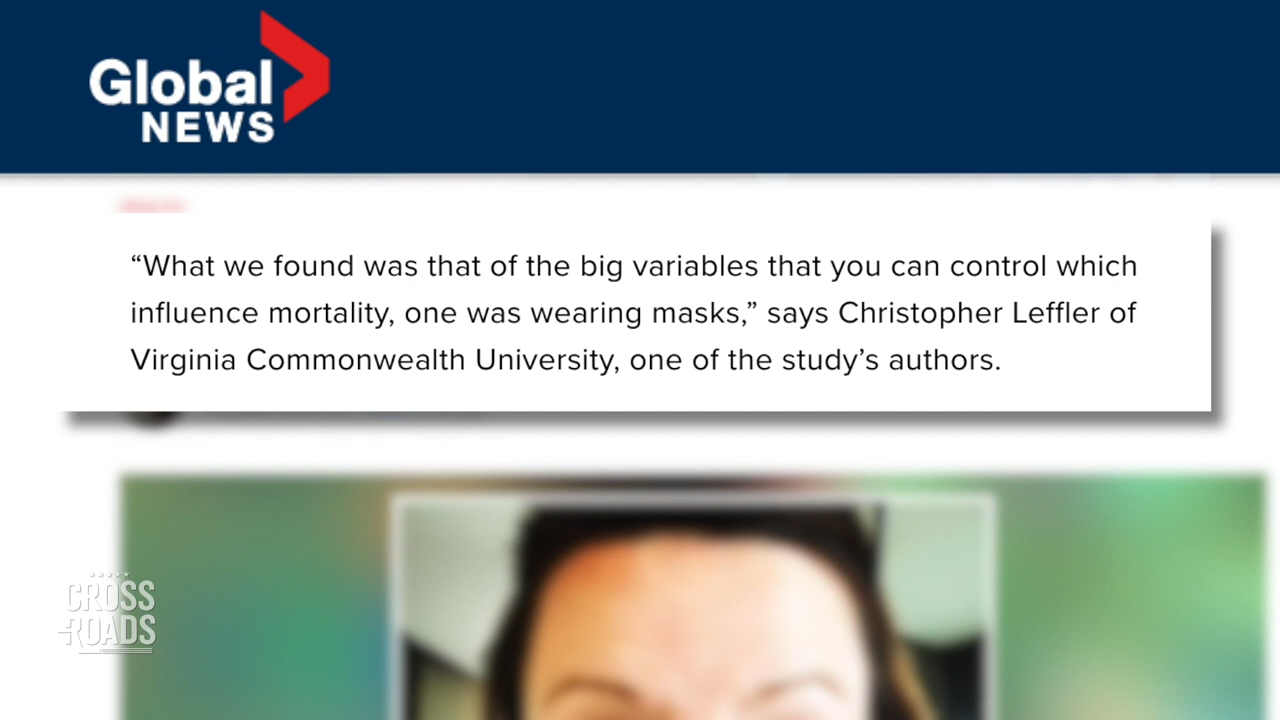 Global
NEWS
“What we found was that of the big variables that you can control which
influence mortality, one was wearing masks,” says Christopher Leffler of
Virginia Commonwealth University, one of the study’s authors.
CROSS
ROADS